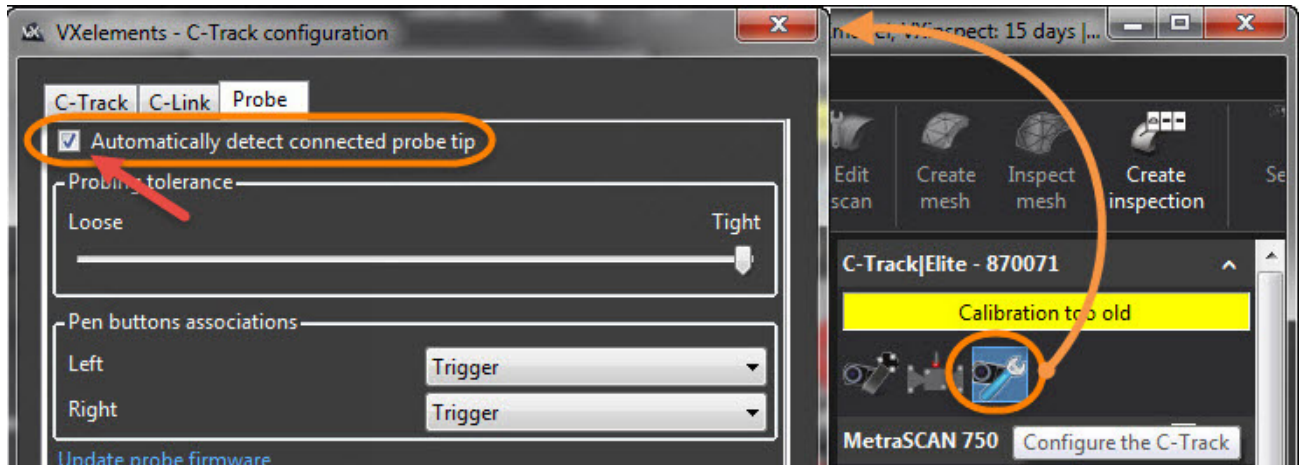 VXelements - C-Track configuration
C-Track C-Link Probe
Automatically detect connected probe tip
Probing tolerance
Loose Tight
Pen buttons associations
Left Trigger
Right Trigger
Update probe firmware
VXinspect: 15 days |...
Edit scan
Create mesh
Inspect mesh
Create inspection
Se
C-Track|Elite - 870071
Calibration too old
MetraSCAN 750
Configure the C-Track